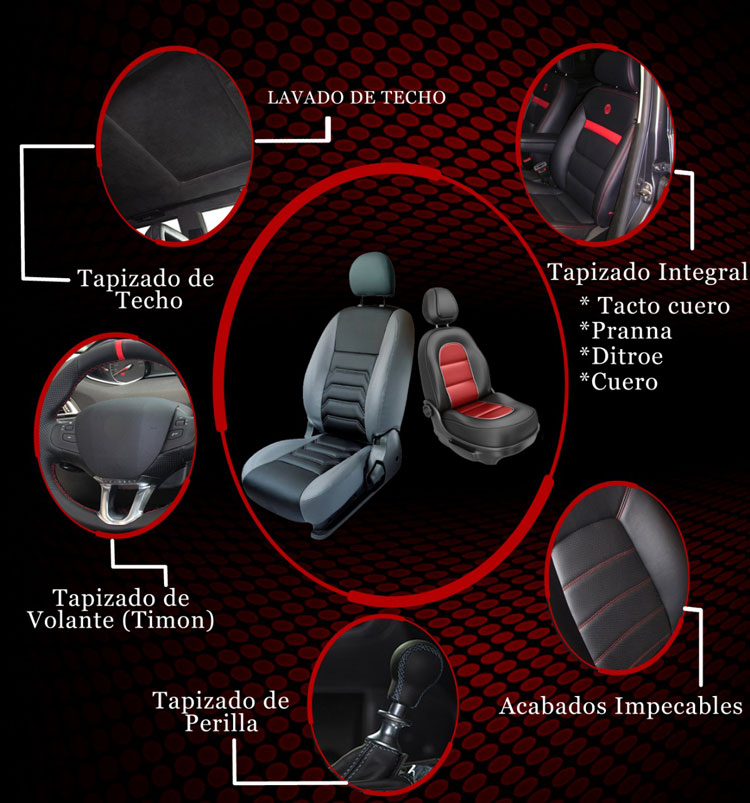 LAVADO DE TECHO
Tapizado de
Techo
Tapizado Integral
* Tacto cuero
*Pranna
*Ditroe
*Cuero
Tapizado de
Volante (Timon)
Tapizado de
Perilla
Acabados Impecables